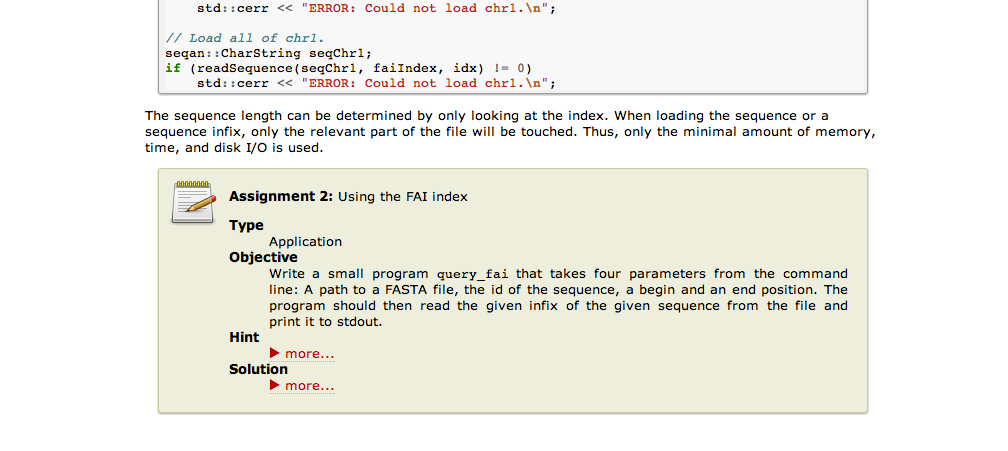 std::cerr << "ERROR: Could not load chr1.\n";
// Load all of chr1.
seqan::CharString seqChr1;
if (readSequence(seqChr1, faiIndex, idx) != 0)
std::cerr << "ERROR: Could not load chr1.\n";
The sequence length can be determined by only looking at the index. When loading the sequence or a
sequence infix, only the relevant part of the file will be touched. Thus, only the minimal amount of memory,
time, and disk I/O is used.
Assignment 2: Using the FAI index
Type
Application
Objective
Write a small program query_fai that takes four parameters from the command
line: A path to a FASTA file, the id of the sequence, a begin and an end position. The
program should then read the given infix of the given sequence from the file and
print it to stdout.
Hint
more...
Solution
more...